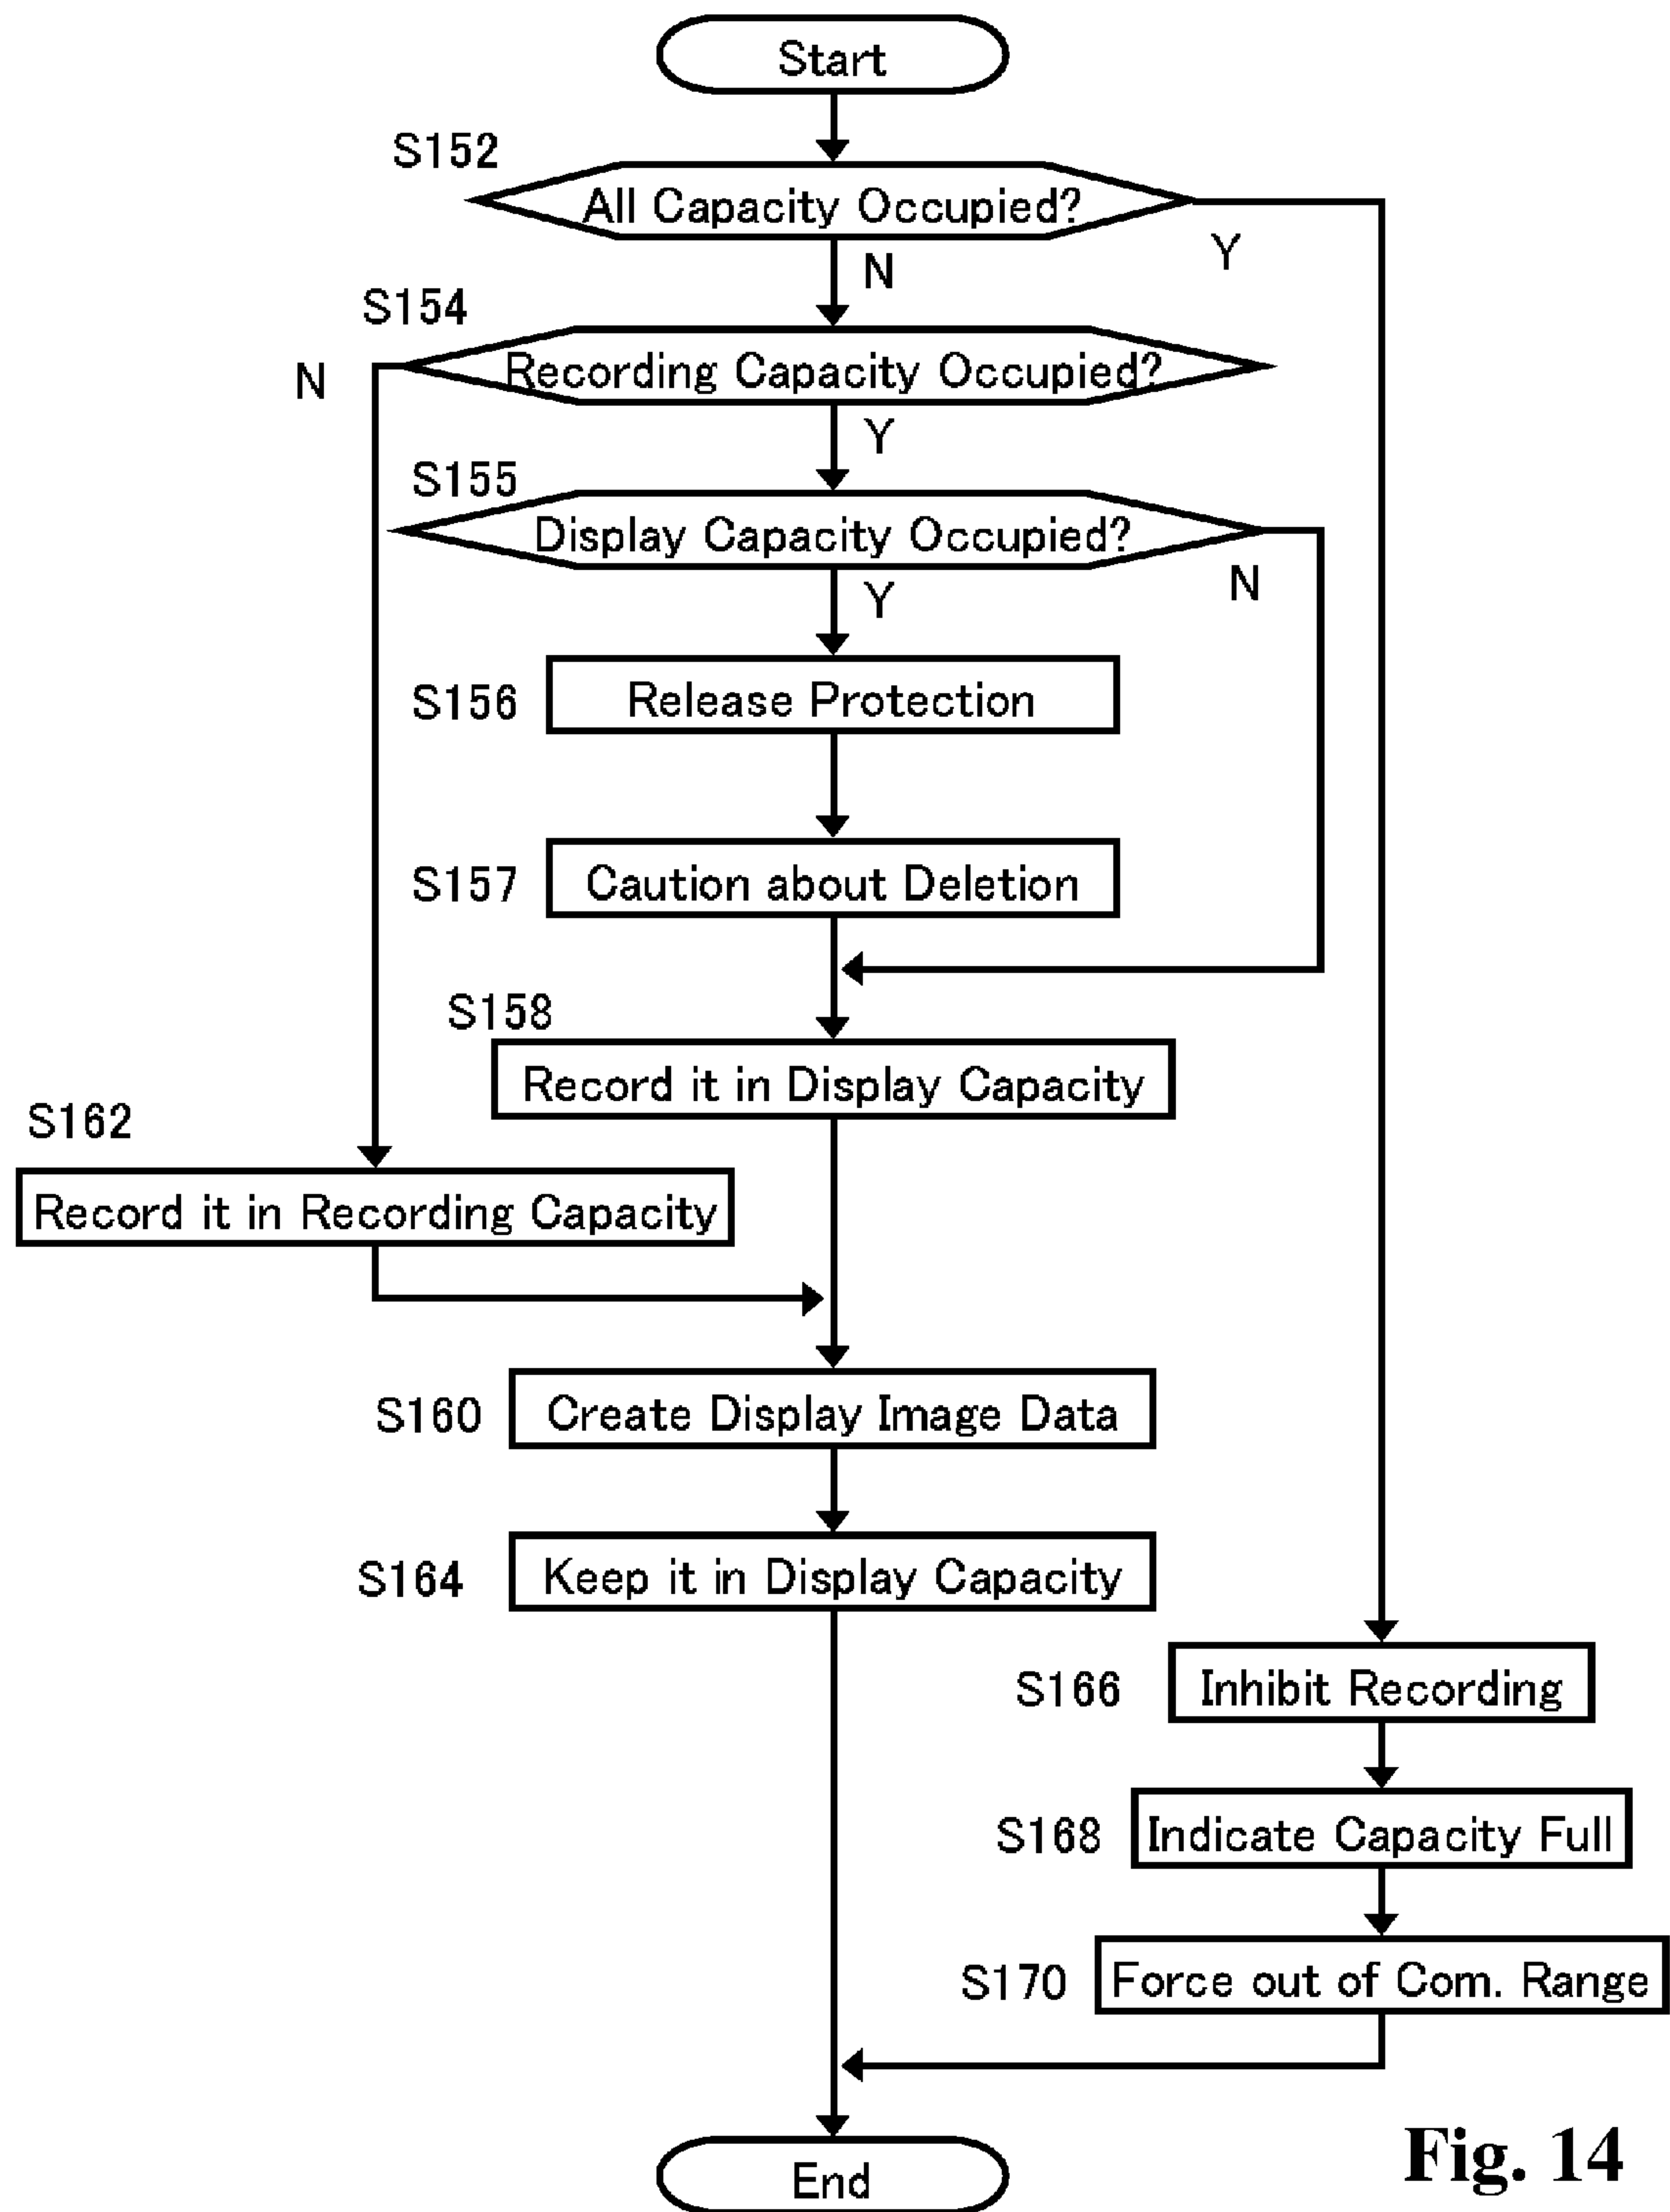 Start
S152
All Capacity Occupied?
Y
N
S154
Recording Capacity Occupied?
N
Y
S155
Display Capacity Occupied?
N
Y
S156
Release Protection
S157
Caution about Deletion
S158
Record it in Display Capacity
S162
Record it in Recording Capacity
S160
Create Display Image Data
S164
Keep it in Display Capacity
S166
Inhibit Recording
S168
Indicate Capacity Full
S170
Force out of Com. Range
End
Fig. 14